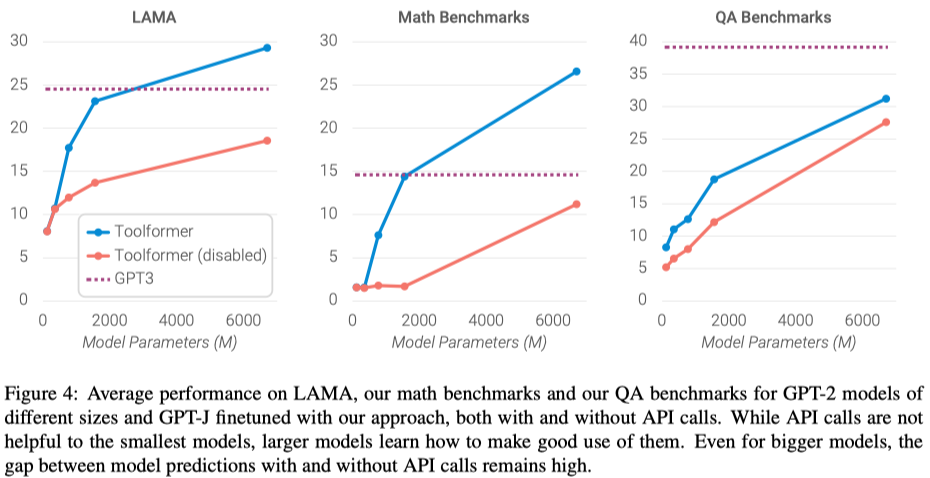 LAMA
30
25
20
15
10
5
0
0 2000 4000 6000
Model Parameters (M)
Toolformer
Toolformer (disabled)
GPT3
Math Benchmarks
30
25
20
15
10
5
0
0 2000 4000 6000
Model Parameters (M)
QA Benchmarks
40
35
30
25
20
15
10
5
0
0 2000 4000 6000
Model Parameters (M)
Figure 4: Average performance on LAMA, our math benchmarks and our QA benchmarks for GPT-2 models of
different sizes and GPT-J finetuned with our approach, both with and without API calls. While API calls are not
helpful to the smallest models, larger models learn how to make good use of them. Even for bigger models, the
gap between model predictions with and without API calls remains high.